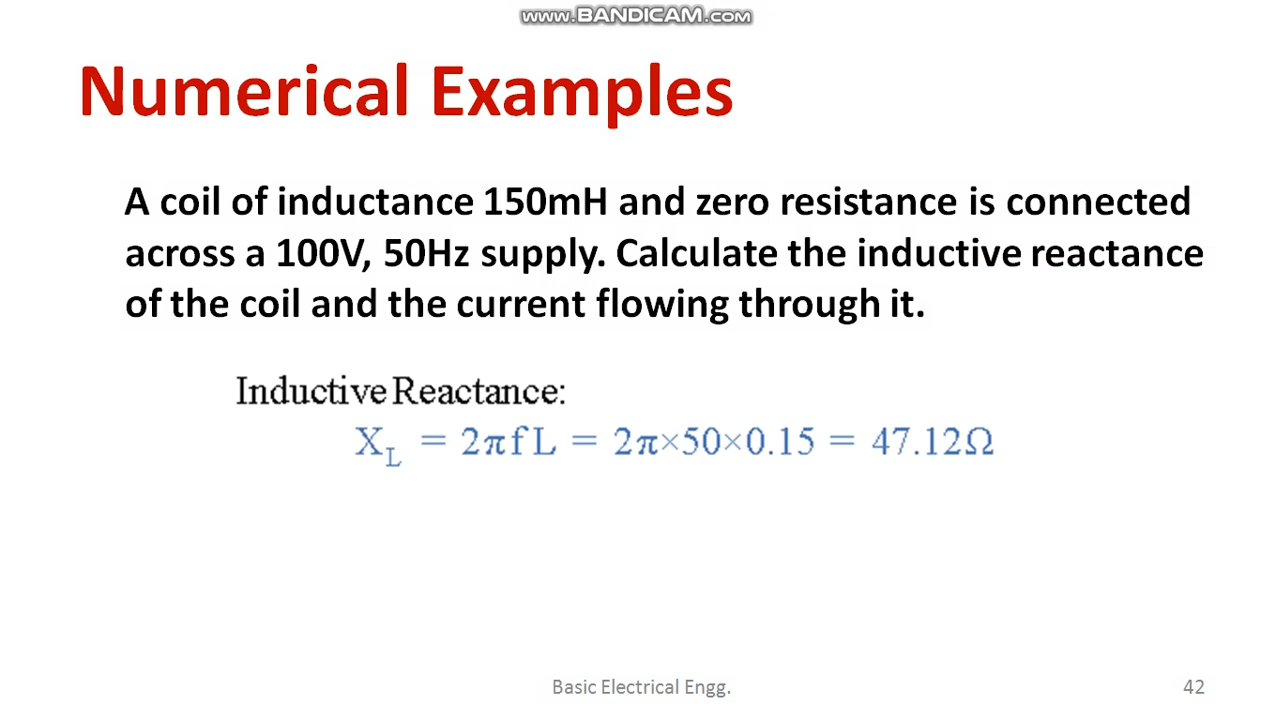 www.BANDICAM.com
Numerical Examples
A coil of inductance 150mH and zero resistance is connected
across a 100V, 50Hz supply. Calculate the inductive reactance
of the coil and the current flowing through it.
Inductive Reactance:
X_L = 2πfL = 2π×50×0.15 = 47.12Ω
Basic Electrical Engg.
42